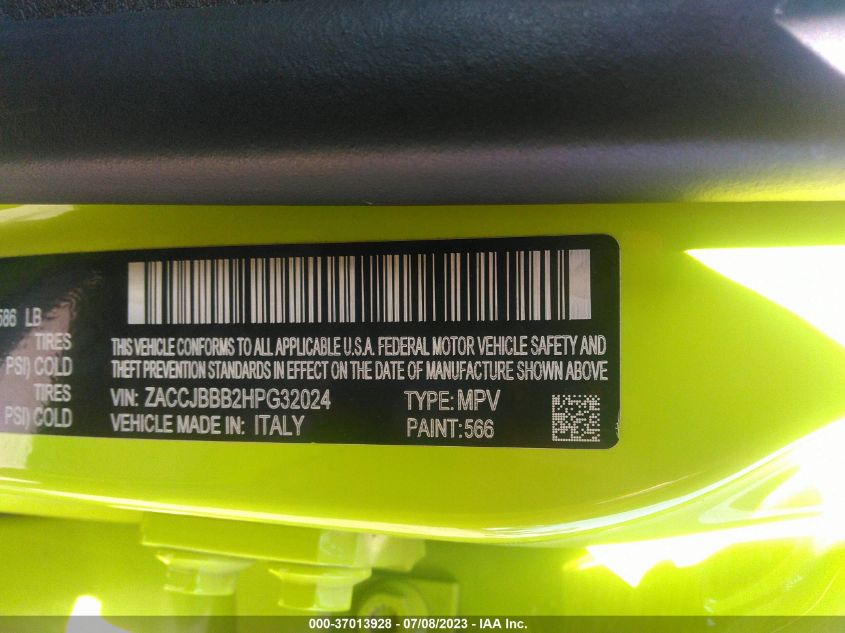 586 LB
TIRES
PSI) COLD
TIRES
PSI) COLD
THIS VEHICLE CONFORMS TO ALL APPLICABLE U.S.A. FEDERAL MOTOR VEHICLE SAFETY AND
THEFT PREVENTION STANDARDS IN EFFECT ON THE DATE OF MANUFACTURE SHOWN ABOVE
VIN: ZACCJBBB2HPG32024 TYPE: MPV
VEHICLE MADE IN: ITALY PAINT: 566
000-37013928 - 07/08/2023 - © IAA Inc.